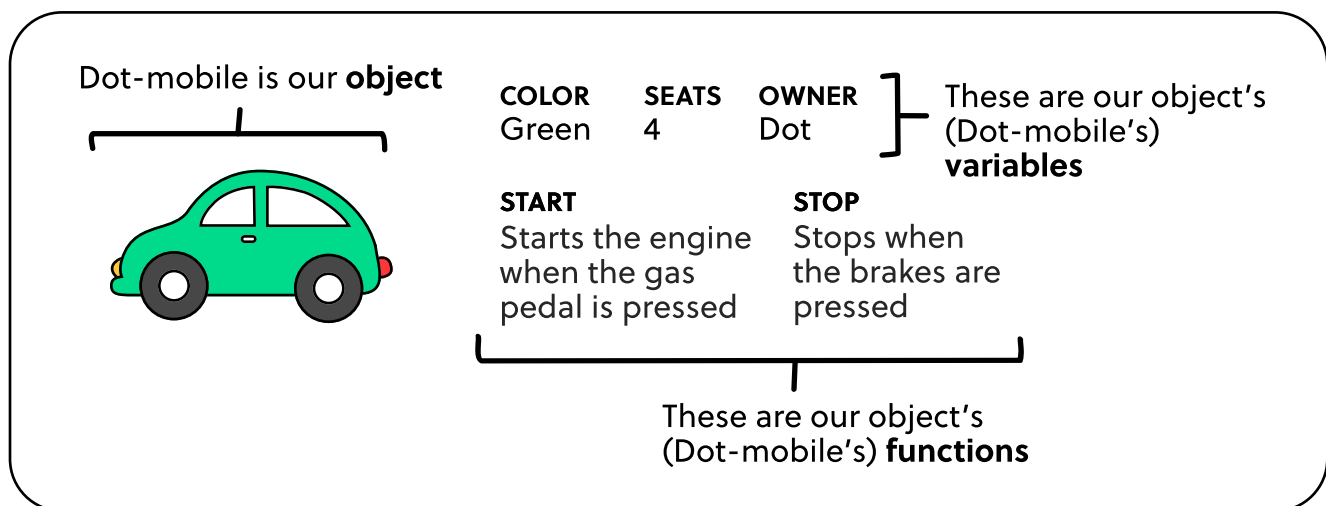 Dot-mobile is our object
COLOR SEATS OWNER
Green 4 Dot
These are our object's
(Dot-mobile's)
variables
START
Starts the engine
when the gas
pedal is pressed
STOP
Stops when
the brakes are
pressed
These are our object's
(Dot-mobile's) functions